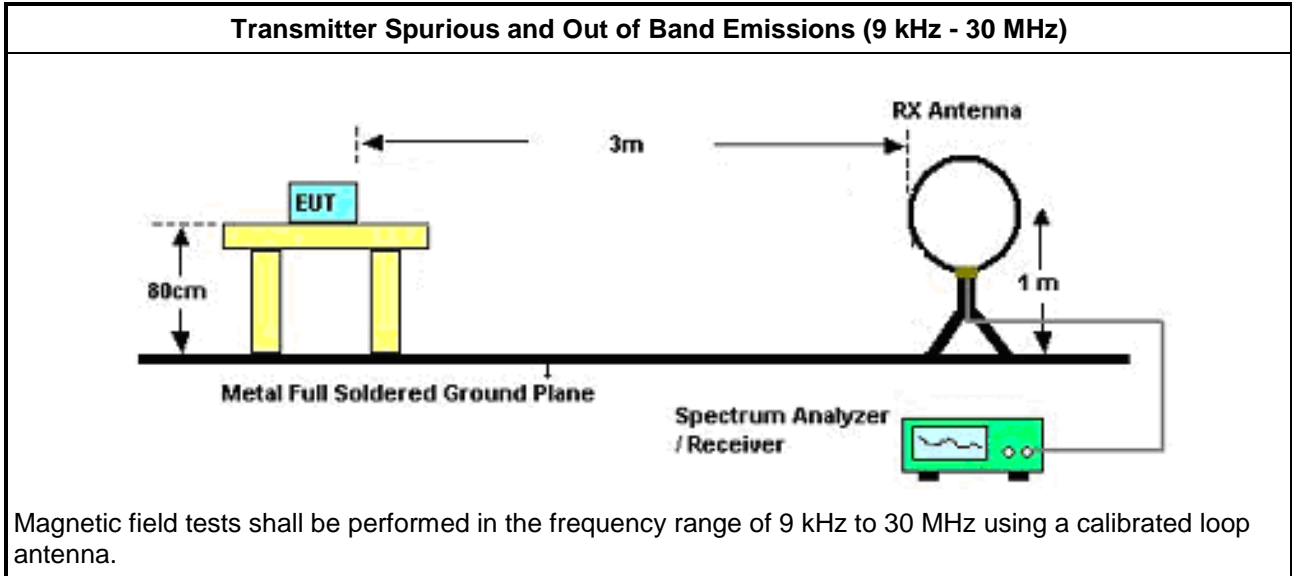 Transmitter Spurious and Out of Band Emissions (9 kHz - 30 MHz)
RX Antenna
3m
EUT
80cm
1 m
Metal Full Soldered Ground Plane
Spectrum Analyzer
/ Receiver
Magnetic field tests shall be performed in the frequency range of 9 kHz to 30 MHz using a calibrated loop
antenna.